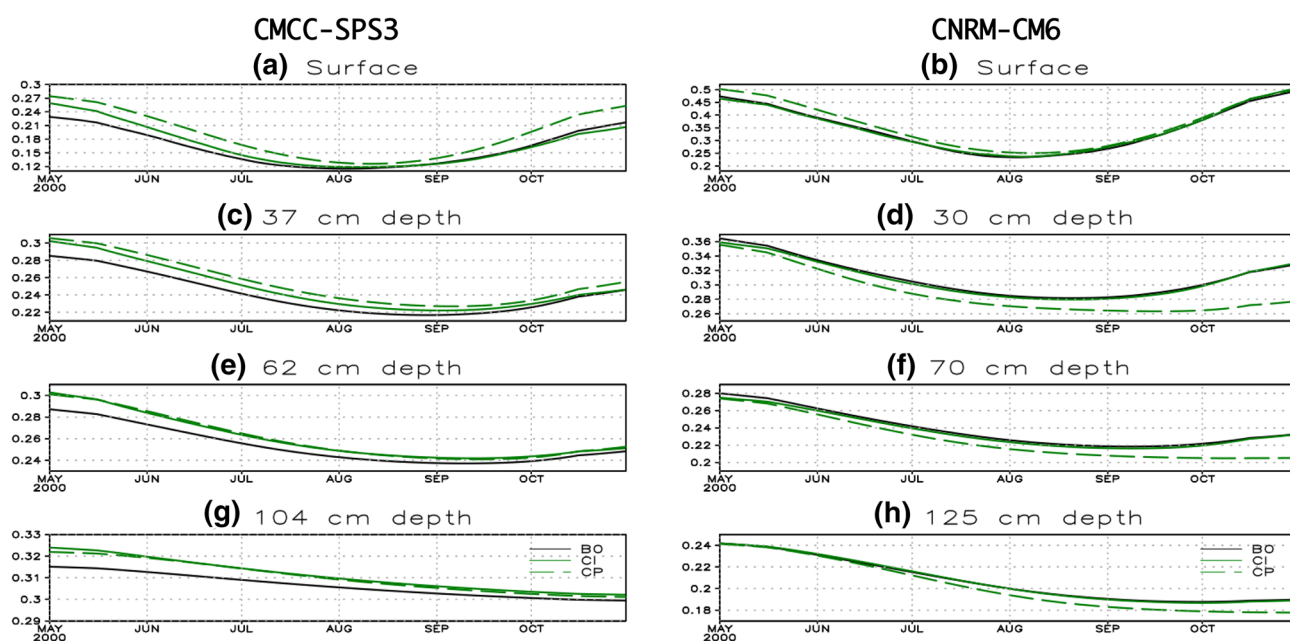 CMCC-SPS3
CNRM-CM6
(a) Surface
0.3
0.27
0.24
0.21
0.18
0.15
0.12
MAY JUN JUL AUG SEP OCT
2000
(b) Surface
0.5
0.45
0.4
0.35
0.3
0.25
0.2
MAY JUN JUL AUG SEP OCT
2000
(c) 37 cm depth
0.3
0.28
0.26
0.24
0.22
MAY JUN JUL AUG SEP OCT
2000
(d) 30 cm depth
0.36
0.34
0.32
0.3
0.28
0.26
MAY JUN JUL AUG SEP OCT
2000
(e) 62 cm depth
0.3
0.28
0.26
0.24
MAY JUN JUL AUG SEP OCT
2000
(f) 70 cm depth
0.28
0.26
0.24
0.22
0.2
MAY JUN JUL AUG SEP OCT
2000
(g) 104 cm depth
0.33
0.32
0.31
0.3
0.29
BO
CI
CP
MAY JUN JUL AUG SEP OCT
2000
(h) 125 cm depth
0.24
0.22
0.2
0.18
BO
CI
CP
MAY JUN JUL AUG SEP OCT
2000